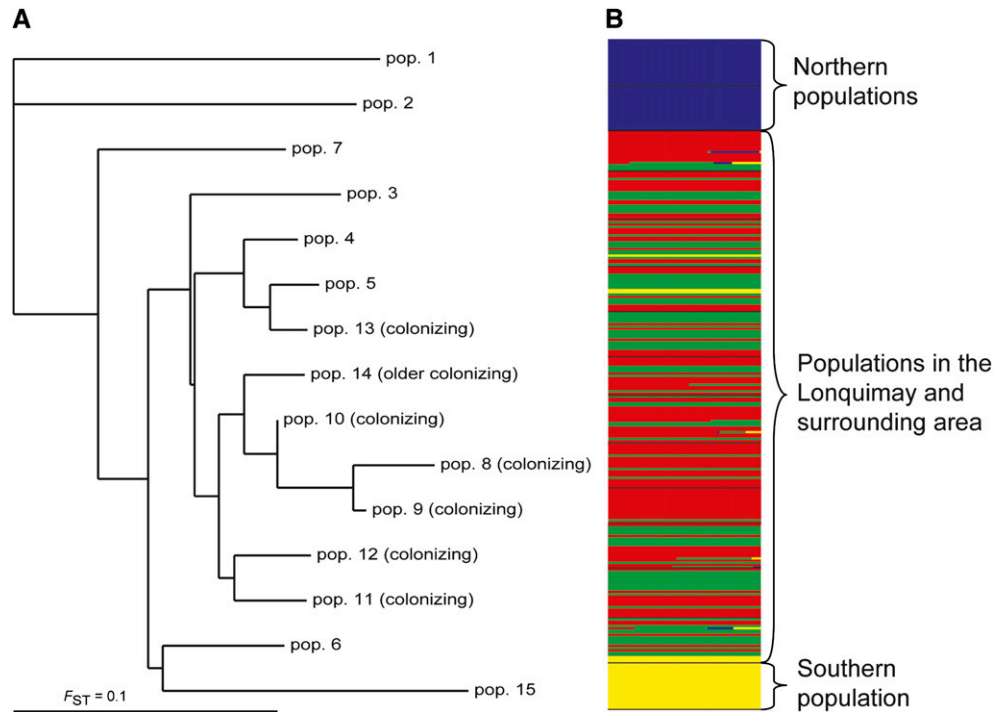 A
B
pop. 1
pop. 2
pop. 7
pop. 3
pop. 4
pop. 5
pop. 13 (colonizing)
pop. 14 (older colonizing)
pop. 10 (colonizing)
pop. 8 (colonizing)
pop. 9 (colonizing)
pop. 12 (colonizing)
pop. 11 (colonizing)
pop. 6
pop. 15
FST = 0.1
Northern
populations
Populations in the
Lonquimay and
surrounding area
Southern
population